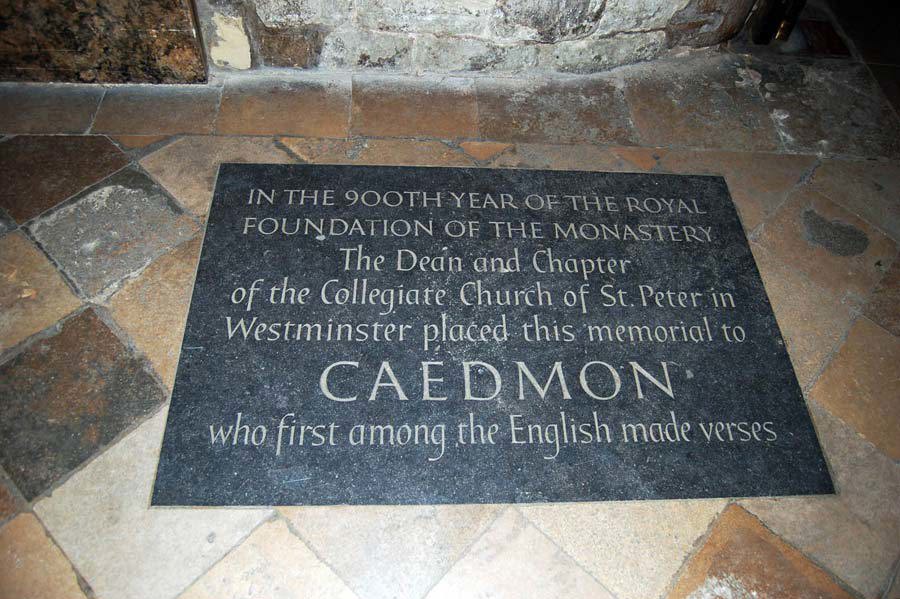 IN THE 900TH YEAR OF THE ROYAL
FOUNDATION OF THE MONASTERY
The Dean and Chapter
of the Collegiate Church of St. Peter in
Westminster placed this memorial to
CAEDMON
who first among the English made verses